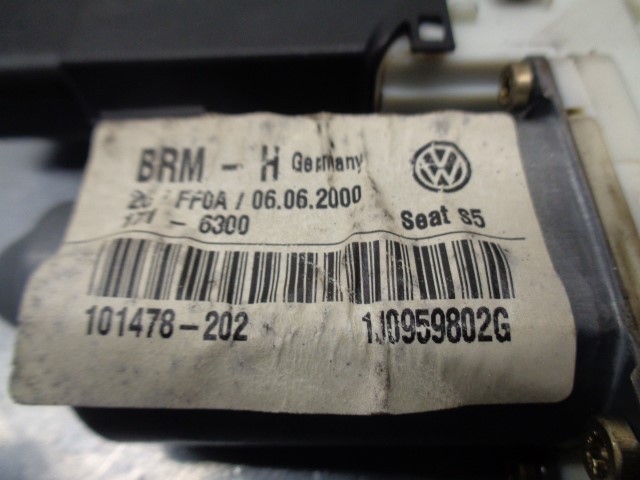 BRM - H Germany
FF0A / 06.06.2000
- 6300 Seat S5
101478-202 1J0959802G